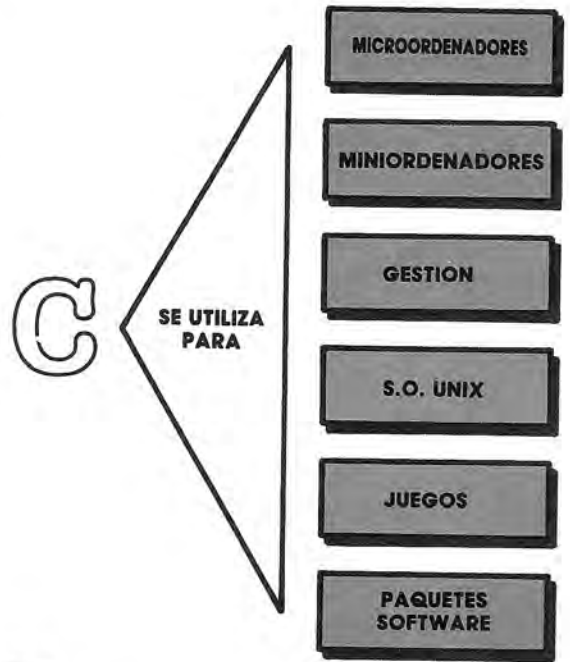 C
SE UTILIZA
PARA
MICROORDENADORES
MINIORDENADORES
GESTION
S.O. UNIX
JUEGOS
PAQUETES
SOFTWARE